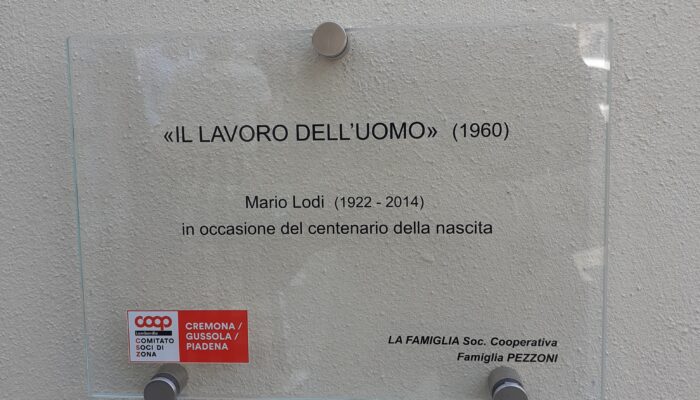 «IL LAVORO DELL'UOMO» (1960)
Mario Lodi (1922 - 2014)
in occasione del centenario della nascita
coop
Lombardia
COMITATO
SOCI DI
ZONA
CREMONA /
GUSSOLA /
PIADENA
LA FAMIGLIA Soc. Cooperativa
Famiglia PEZZONI